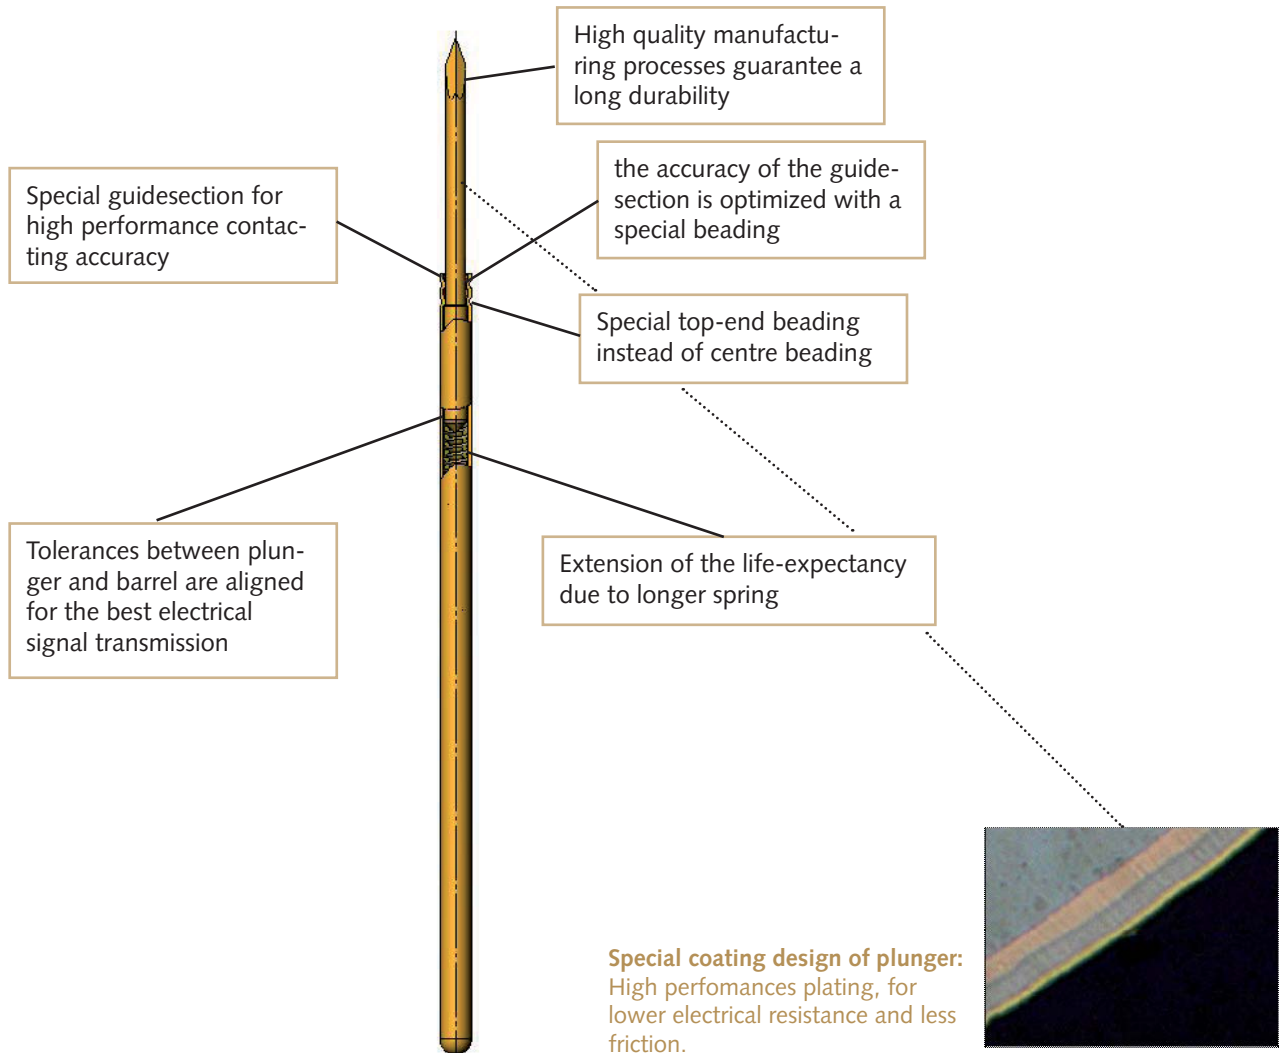 High quality manufactu-
ring processes guarantee a
long durability
the accuracy of the guide-
section is optimized with a
special beading
Special guidesection for
high performance contac-
ting accuracy
Special top-end beading
instead of centre beading
Tolerances between plun-
ger and barrel are aligned
for the best electrical
signal transmission
Extension of the life-expectancy
due to longer spring
Special coating design of plunger:
High perfomances plating, for
lower electrical resistance and less
friction.